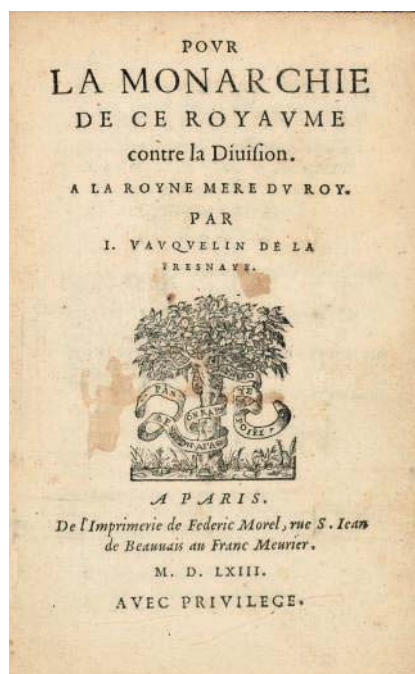 POVR
LA MONARCHIE
DE CE ROYAVME
contre la Diuiſion.
A LA ROYNE MERE DV ROY.
PAR
I. VAVQVELIN DE LA
FRESNAYE.
A PARIS.
De l'Imprimerie de Federic Morel, rue S. Iean
de Beauuais au Franc Meurier.
M. D. LXIII.
AVEC PRIVILEGE.